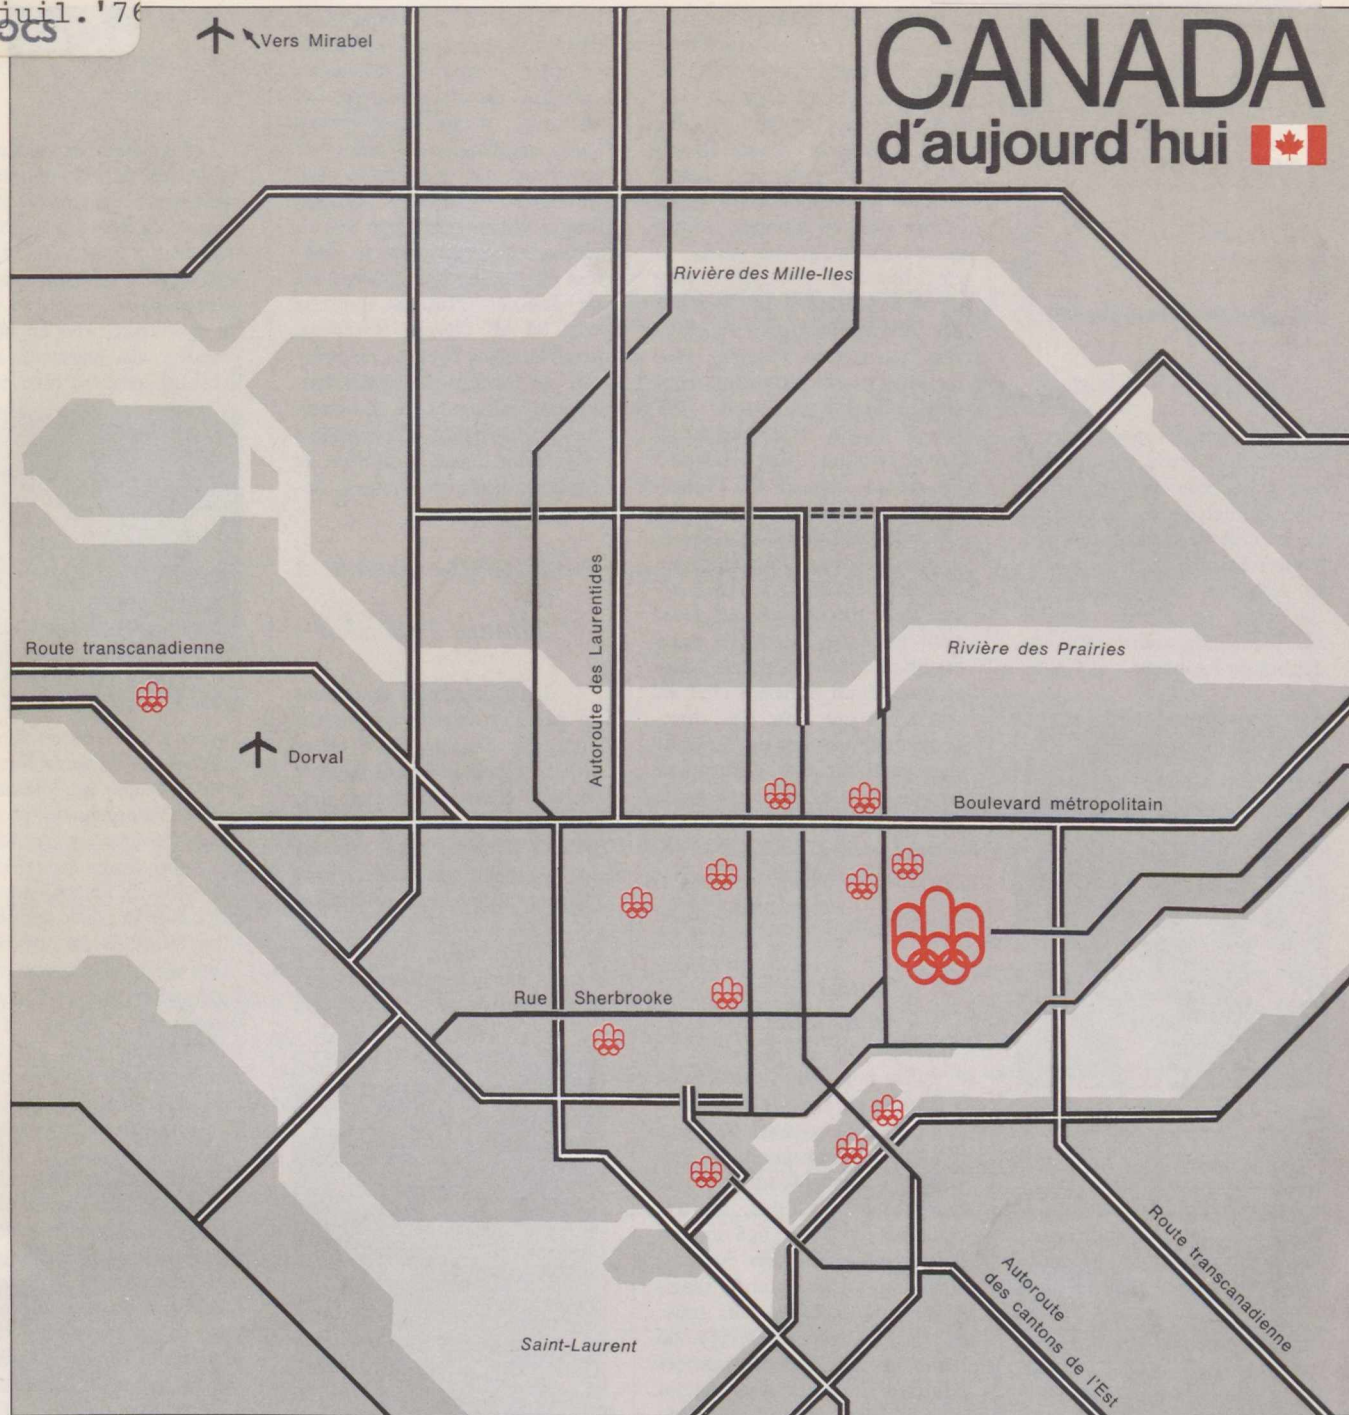 juil.'76
DCS
Vers Mirabel
CANADA
d'aujourd'hui
Rivière des Mille-Iles
Autoroute des Laurentides
Route transcanadienne
Rivière des Prairies
Dorval
Boulevard métropolitain
Rue Sherbrooke
Route transcanadienne
Autoroute
des cantons de l'Est
Saint-Laurent